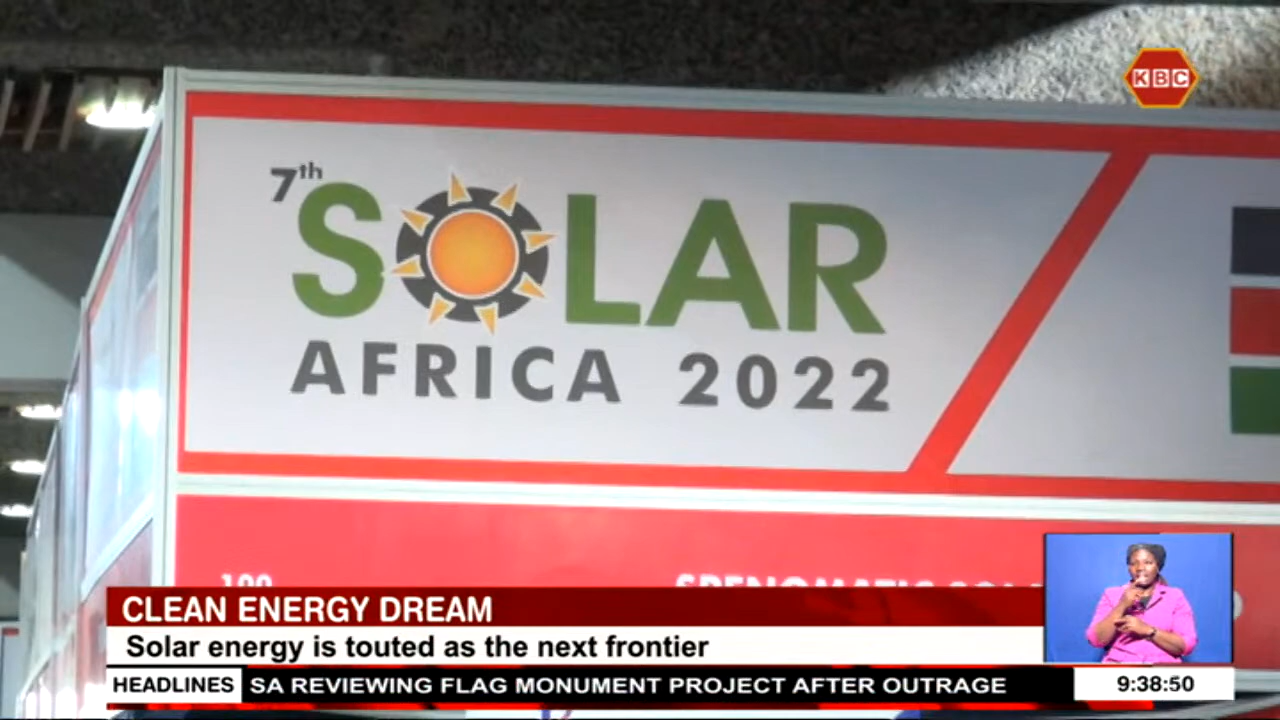 KBC
7th
SOLAR
AFRICA 2022
100
CLEAN ENERGY DREAM
Solar energy is touted as the next frontier
HEADLINES SA REVIEWING FLAG MONUMENT PROJECT AFTER OUTRAGE 9:38:50